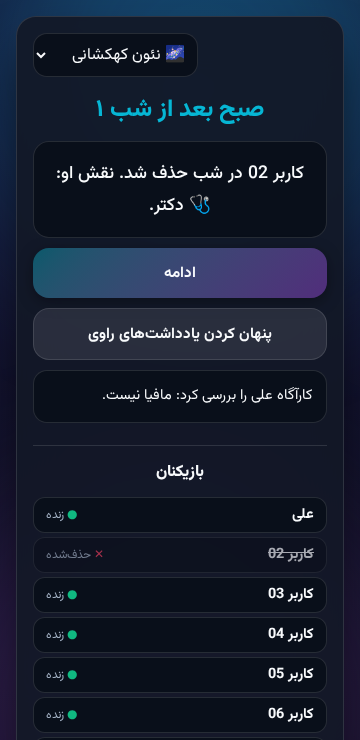 🌌 نئون کهکشانی
صبح بعد از شب ۱
کاربر 02 در شب حذف شد. نقش او:
🩺 دکتر.
ادامه
پنهان کردن یادداشت‌های راوی
کارآگاه علی را بررسی کرد: مافیا نیست.
بازیکنان
علی
زنده
کاربر 02
✕ حذف‌شده
کاربر 03
زنده
کاربر 04
زنده
کاربر 05
زنده
کاربر 06
زنده